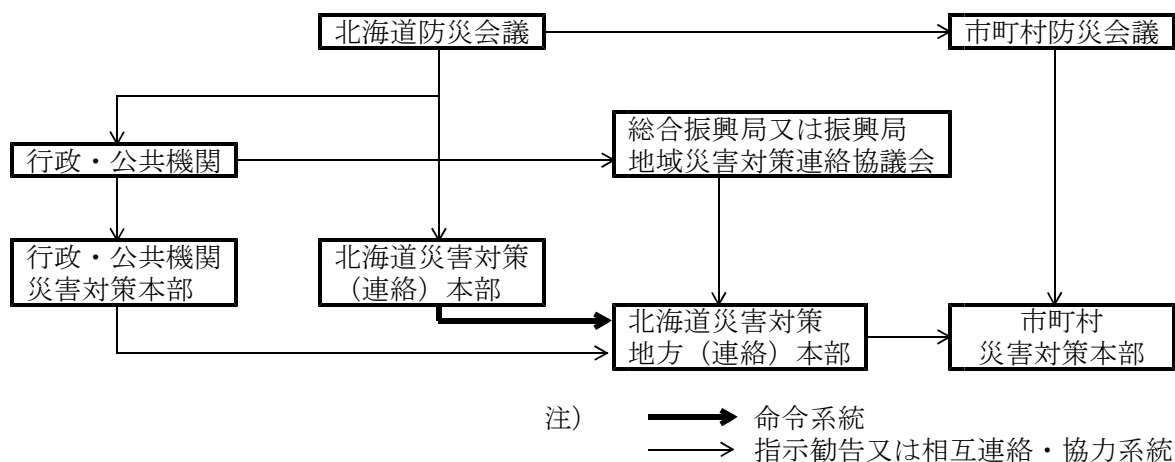 北海道防災会議
市町村防災会議
行政・公共機関
総合振興局又は振興局
地域災害対策連絡協議会
行政・公共機関
災害対策本部
北海道災害対策
（連絡）本部
北海道災害対策
地方（連絡）本部
市町村
災害対策本部
注）
命令系統
指示勧告又は相互連絡・協力系統